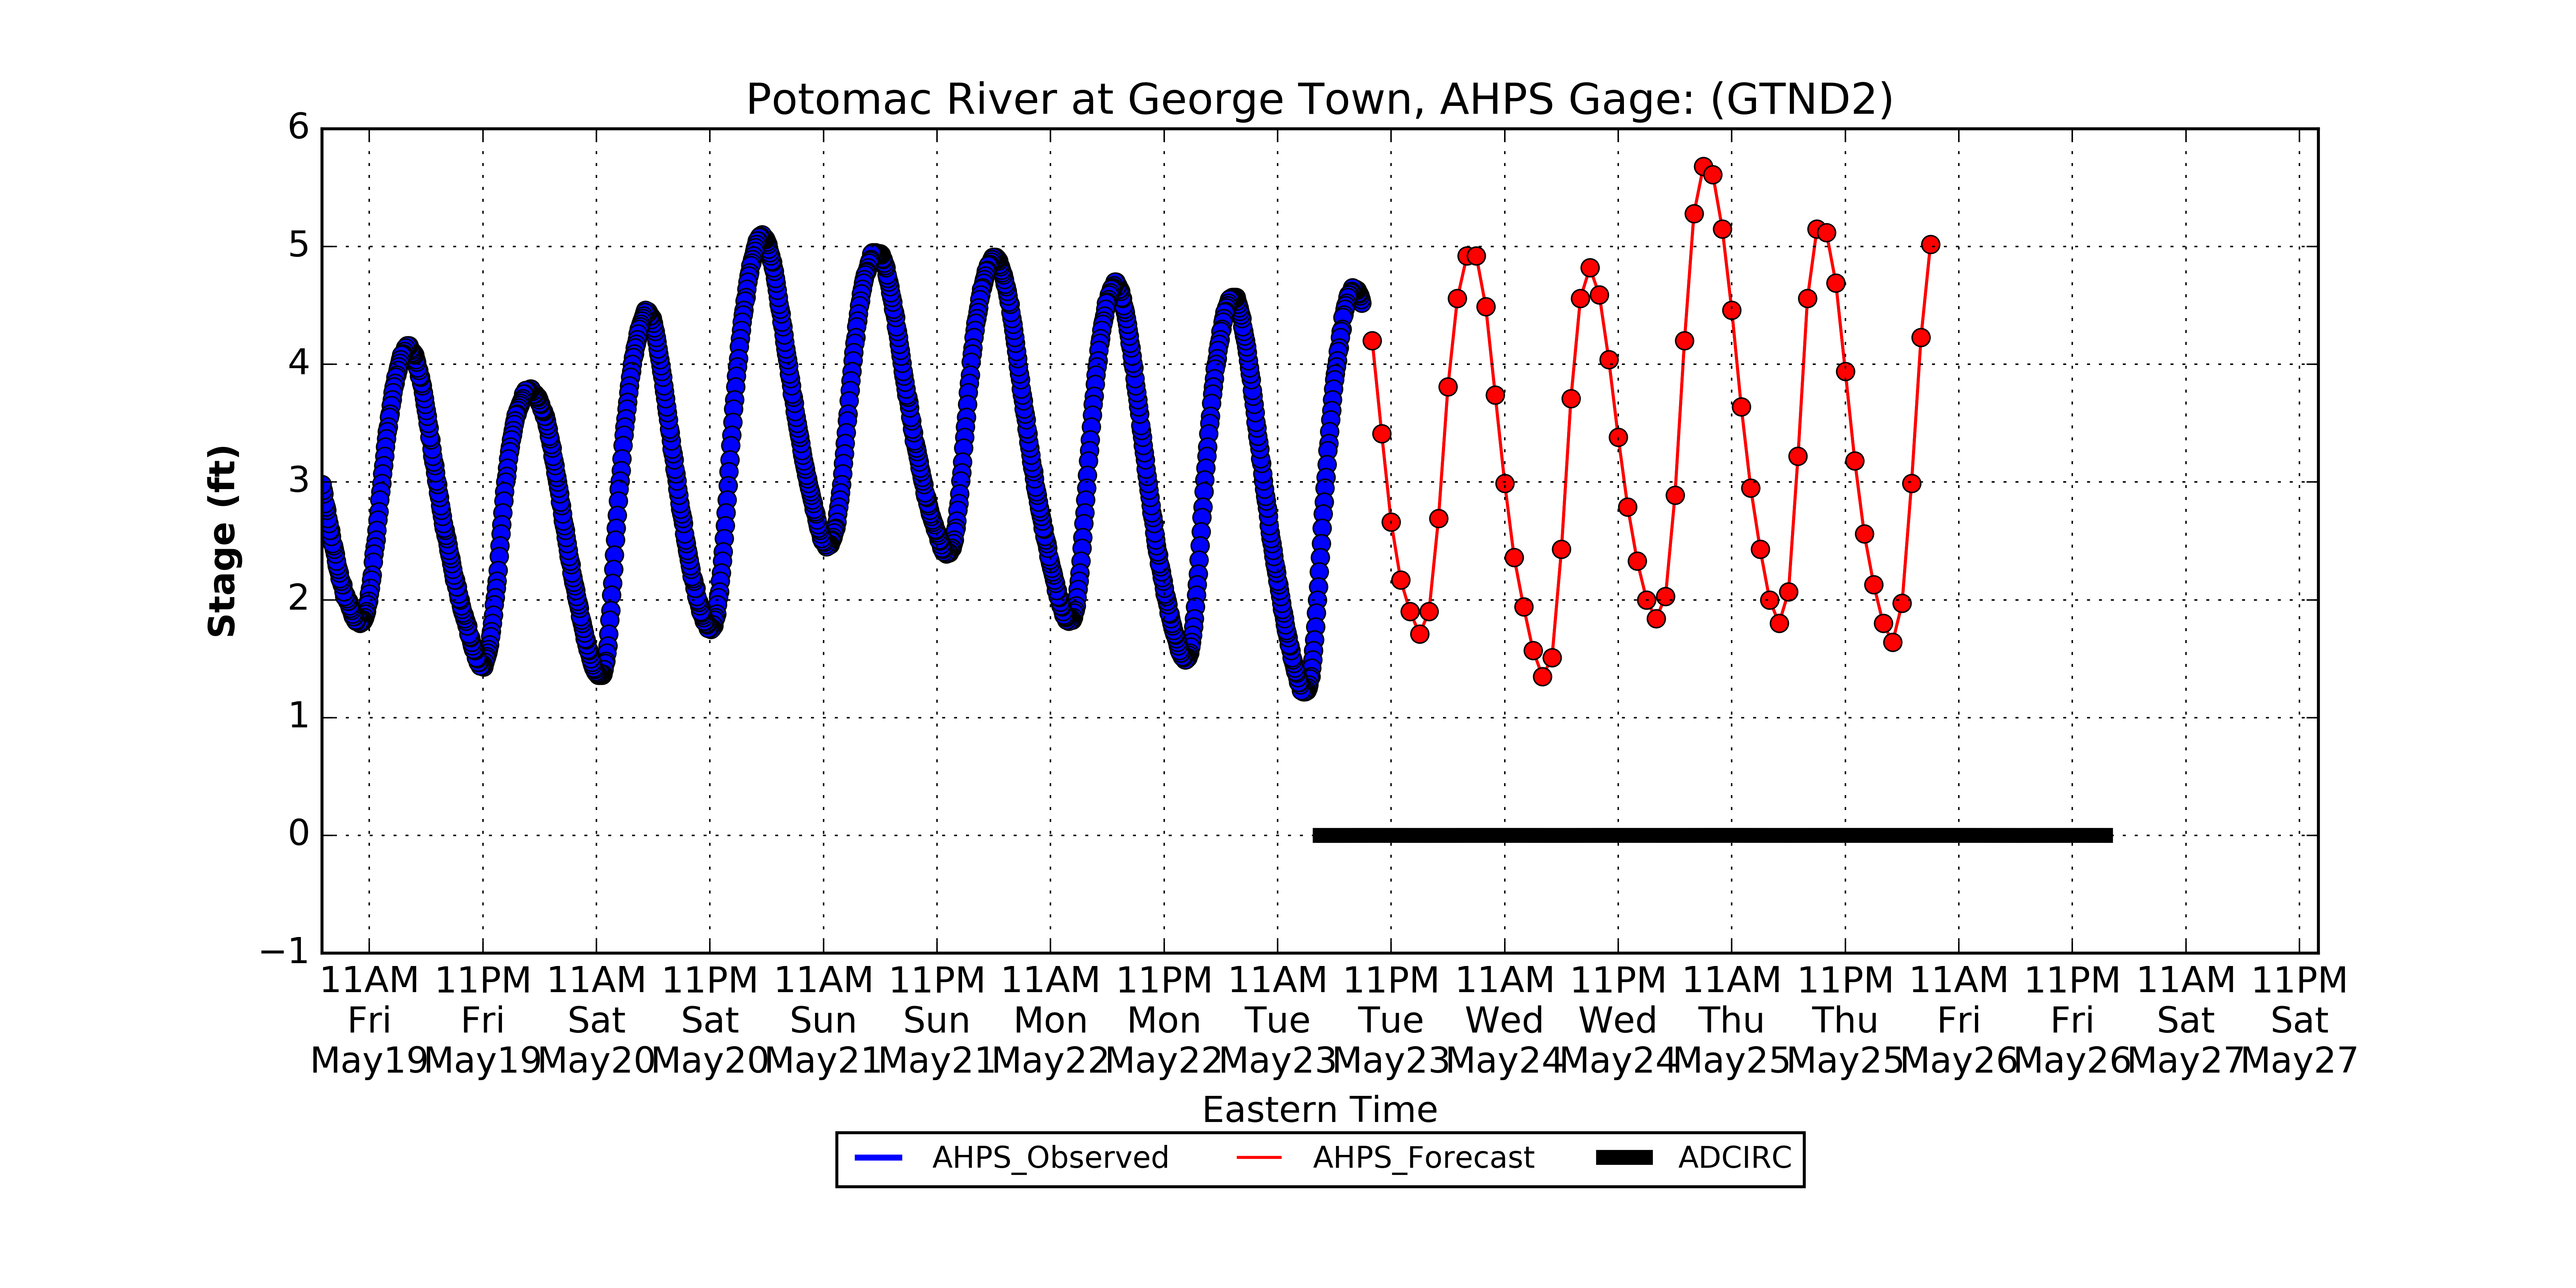 Potomac River at George Town, AHPS Gage: (GTND2)
6
5
4
3
2
1
0
−1
Stage (ft)
11AM 11PM 11AM 11PM 11AM 11PM 11AM 11PM 11AM 11PM 11AM 11PM 11AM 11PM 11AM 11PM 11AM 11PM
Fri Fri Sat Sat Sun Sun Mon Mon Tue Tue Wed Wed Thu Thu Fri Fri Sat Sat
May19 May19 May20 May20 May21 May21 May22 May22 May23 May23 May24 May24 May25 May25 May26 May26 May27 May27
Eastern Time
AHPS_Observed AHPS_Forecast ADCIRC